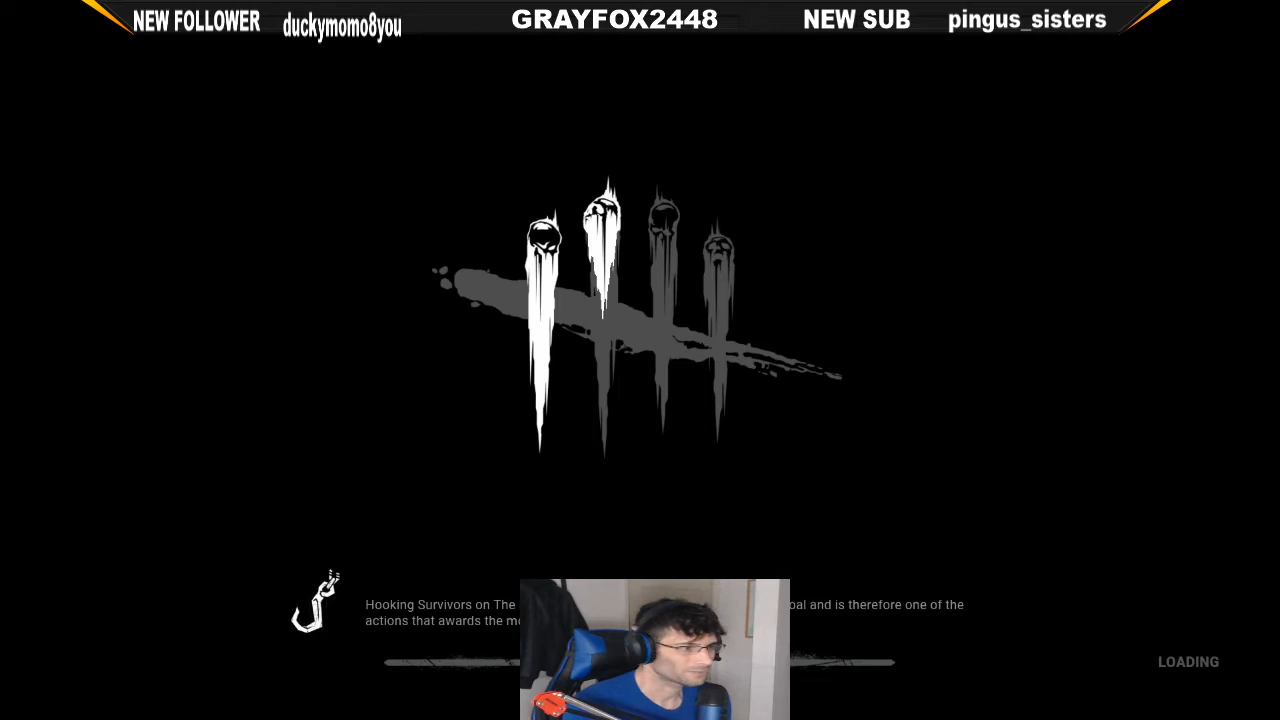 NEW FOLLOWER duckymomo8you GRAYFOX2448 NEW SUB pingus_sisters
Hooking Survivors on The oal and is therefore one of the
actions that awards the
LOADING